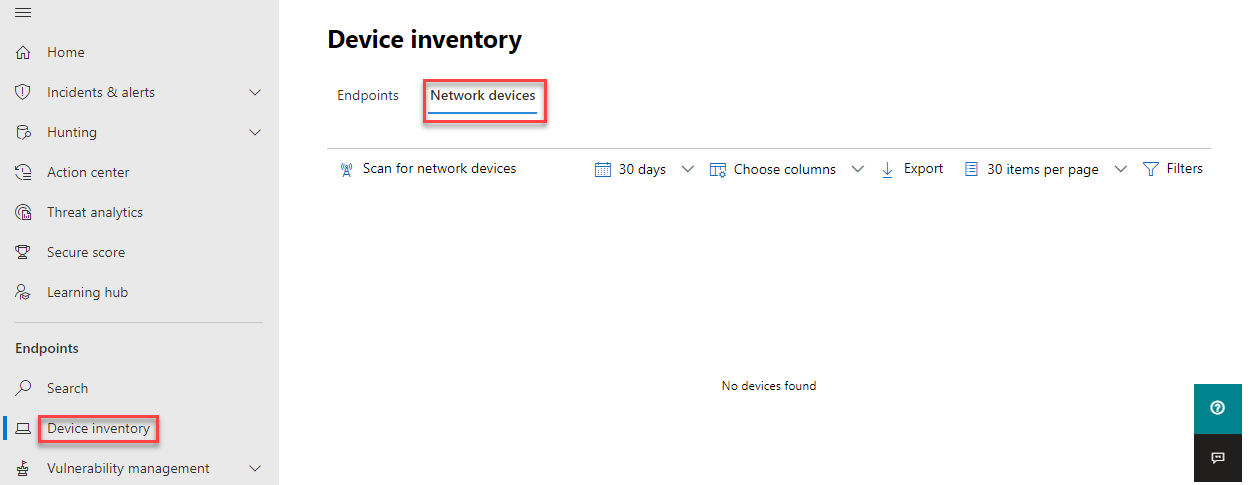 Home
Incidents & alerts
Hunting
Action center
Threat analytics
Secure score
Learning hub
Endpoints
Search
Device inventory
Vulnerability management
Device inventory
Endpoints Network devices
Scan for network devices 30 days Choose columns Export 30 items per page Filters
No devices found